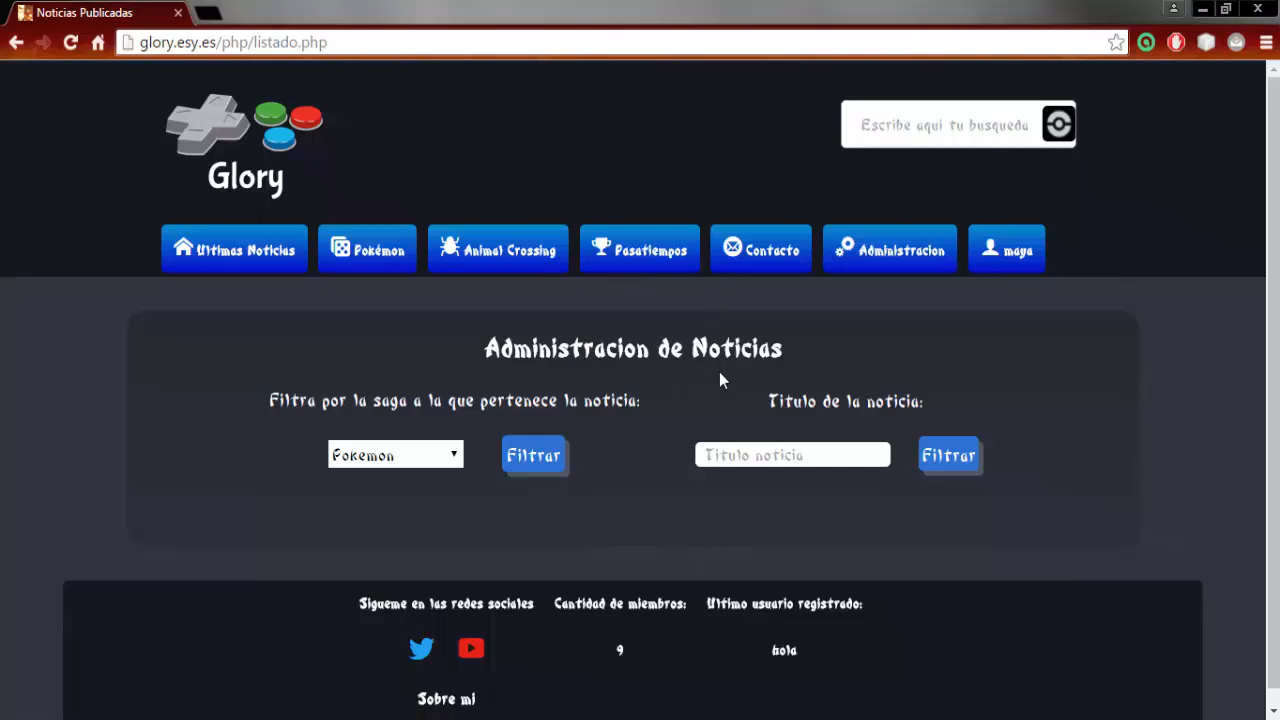 Noticias Publicadas
glory.esy.es/php/listado.php
Glory
Escribe aqui tu busqueda
Ultimas Noticias
Pokémon
Animal Crossing
Pasatiempos
Contacto
Administracion
maya
Administracion de Noticias
Filtra por la saga a la que pertenece la noticia:
Titulo de la noticia:
Pokemon
Filtrar
Titulo noticia
Filtrar
Sigueme en las redes sociales
Cantidad de miembros:
Ultimo usuario registrado:
9
hola
Sobre mi